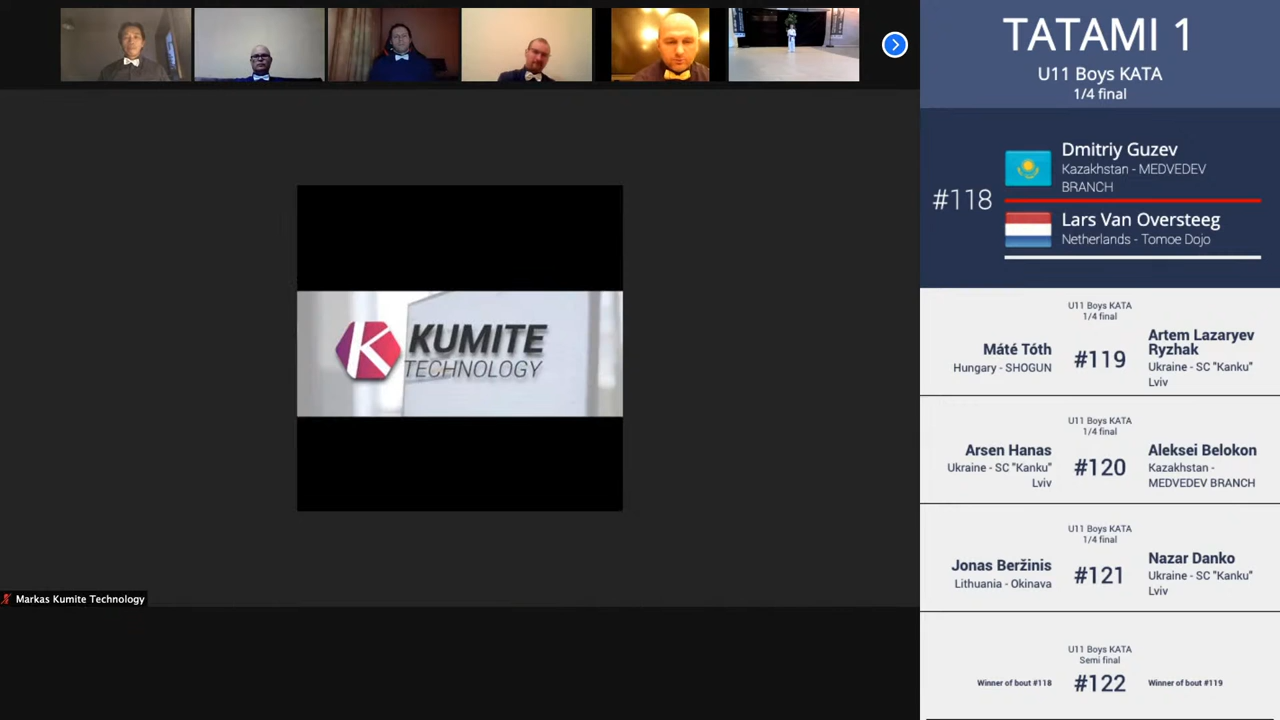 TATAMI 1
U11 Boys KATA
1/4 final
#118
Dmitriy Guzev
Kazakhstan - MEDVEDEV
BRANCH
Lars Van Oversteeg
Netherlands - Tomoe Dojo
U11 Boys KATA
1/4 final
Máté Tóth
Hungary - SHOGUN
#119
Artem Lazaryev
Ryzhak
Ukraine - SC "Kanku"
Lviv
U11 Boys KATA
1/4 final
Arsen Hanas
Ukraine - SC "Kanku"
Lviv
#120
Aleksei Belokon
Kazakhstan -
MEDVEDEV BRANCH
U11 Boys KATA
1/4 final
Jonas Beržinis
Lithuania - Okinava
#121
Nazar Danko
Ukraine - SC "Kanku"
Lviv
U11 Boys KATA
Semi final
Winner of bout #118
#122
Winner of bout #119
K KUMITE
TECHNOLOGY
Markas Kumite Technology